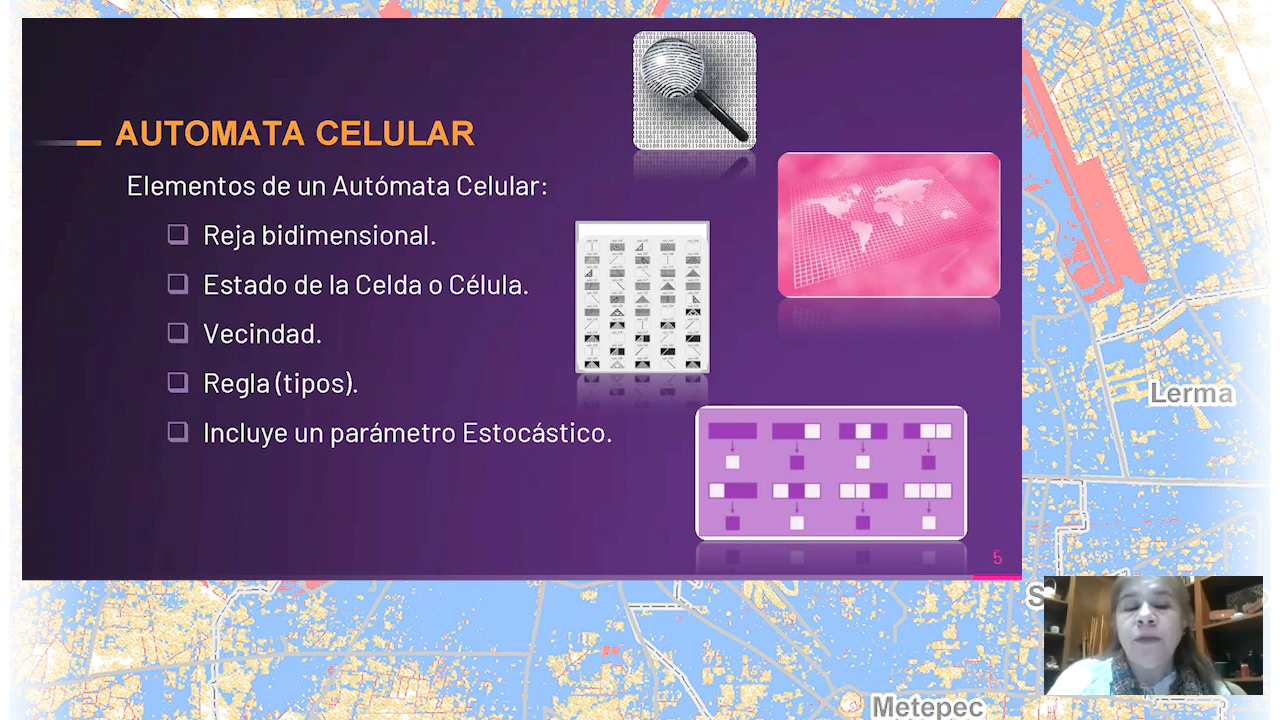 AUTOMATA CELULAR
Elementos de un Autómata Celular:
Reja bidimensional.
Estado de la Celda o Célula.
Vecindad.
Regla (tipos).
Incluye un parámetro Estocástico.
5
Lerma
S
Metepec